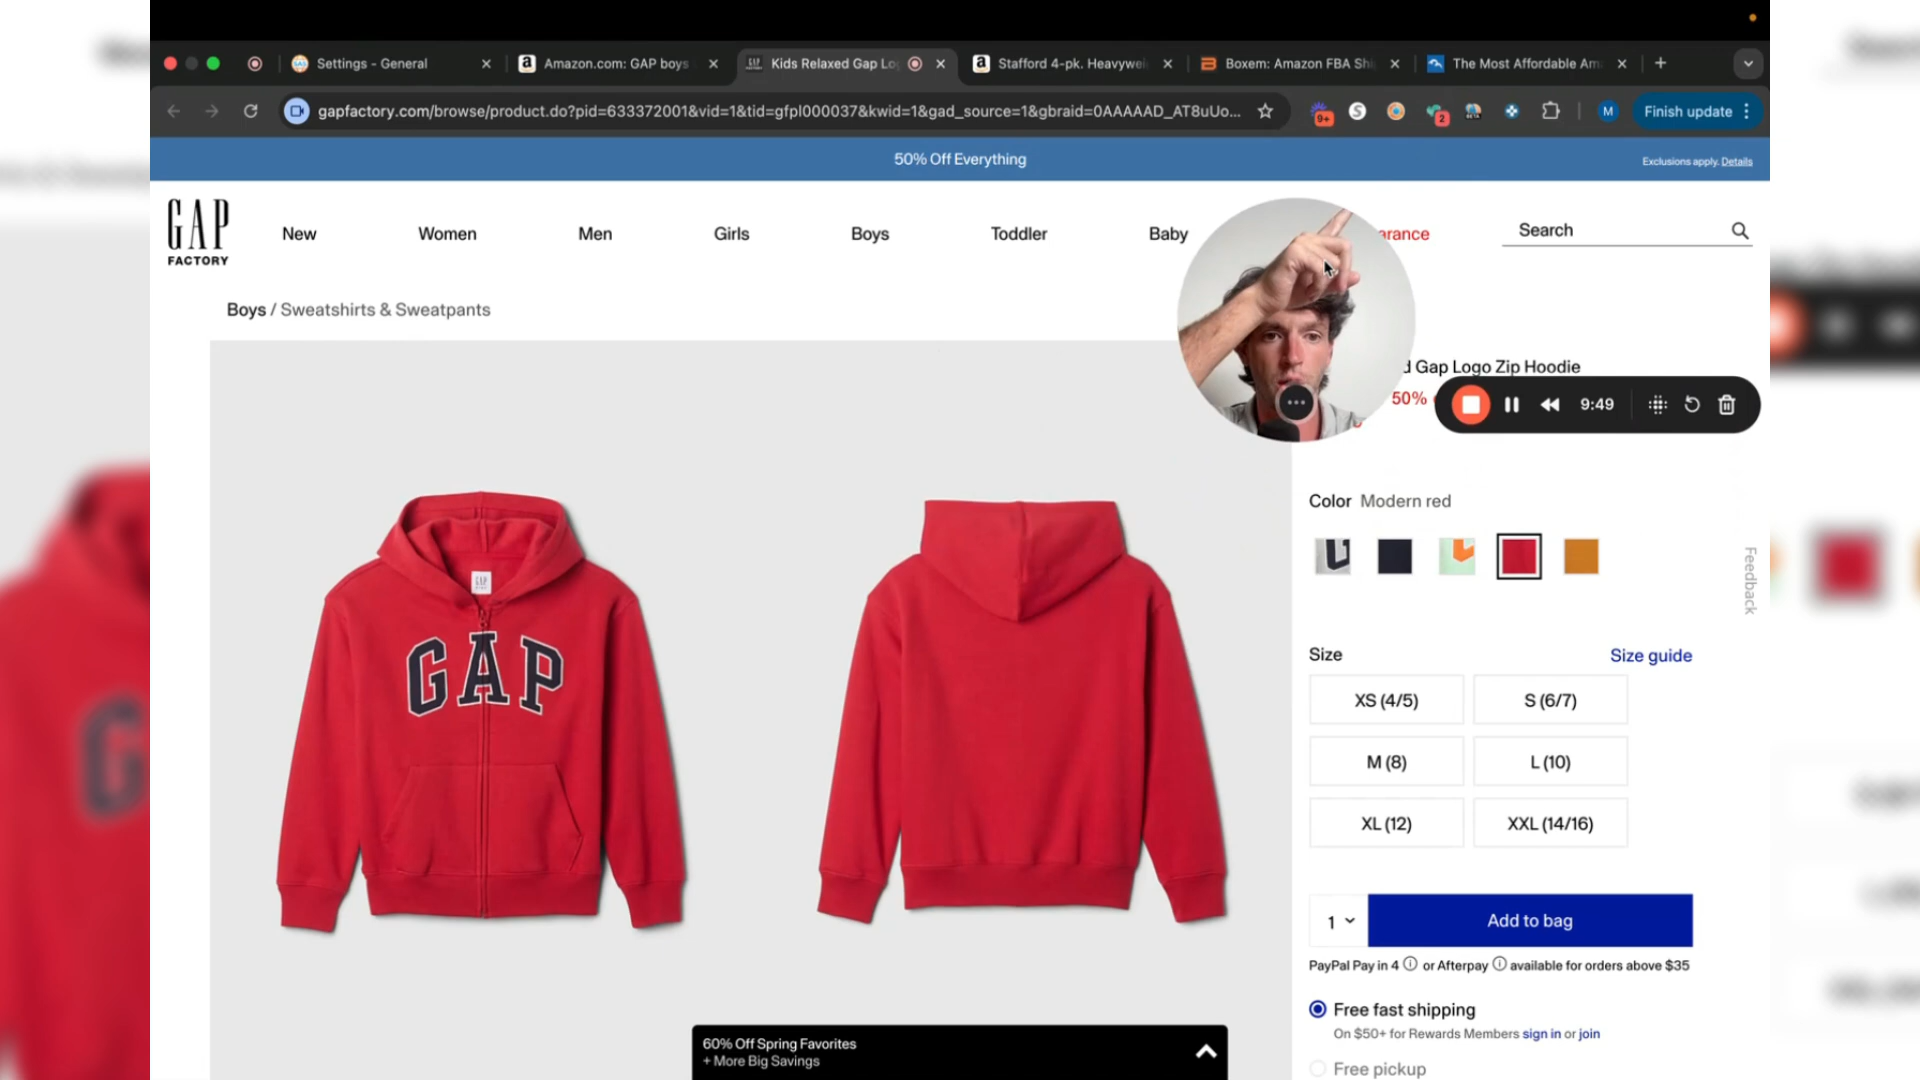 Settings - General
Amazon.com: GAP boys
Kids Relaxed Gap Lo
Stafford 4-pk. Heavywei
Boxem: Amazon FBA Shi
The Most Affordable Am
gapfactory.com/browse/product.do?pid=633372001&vid=1&tid=gfpl000037&kwid=1&gad_source=1&gbraid=0AAAAAD_AT8uUo...
9+
S
2
M
Finish update
50% Off Everything
Exclusions apply. Details
GAP
FACTORY
New
Women
Men
Girls
Boys
Toddler
Baby
arance
Search
Boys / Sweatshirts & Sweatpants
d Gap Logo Zip Hoodie
50%
9:49
Color Modern red
GAP
GAP
Size
Size guide
XS (4/5)
S (6/7)
M (8)
L (10)
XL (12)
XXL (14/16)
1
Add to bag
PayPal Pay in 4 or Afterpay available for orders above $35
Free fast shipping
On $50+ for Rewards Members sign in or join
Free pickup
Feedback
60% Off Spring Favorites
+ More Big Savings